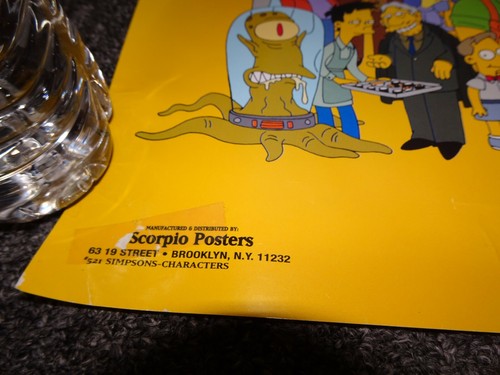 MANUFACTURED & DISTRIBUTED BY:
Scorpio Posters
63 19 STREET • BROOKLYN, N.Y. 11232
#521 SIMPSONS-CHARACTERS